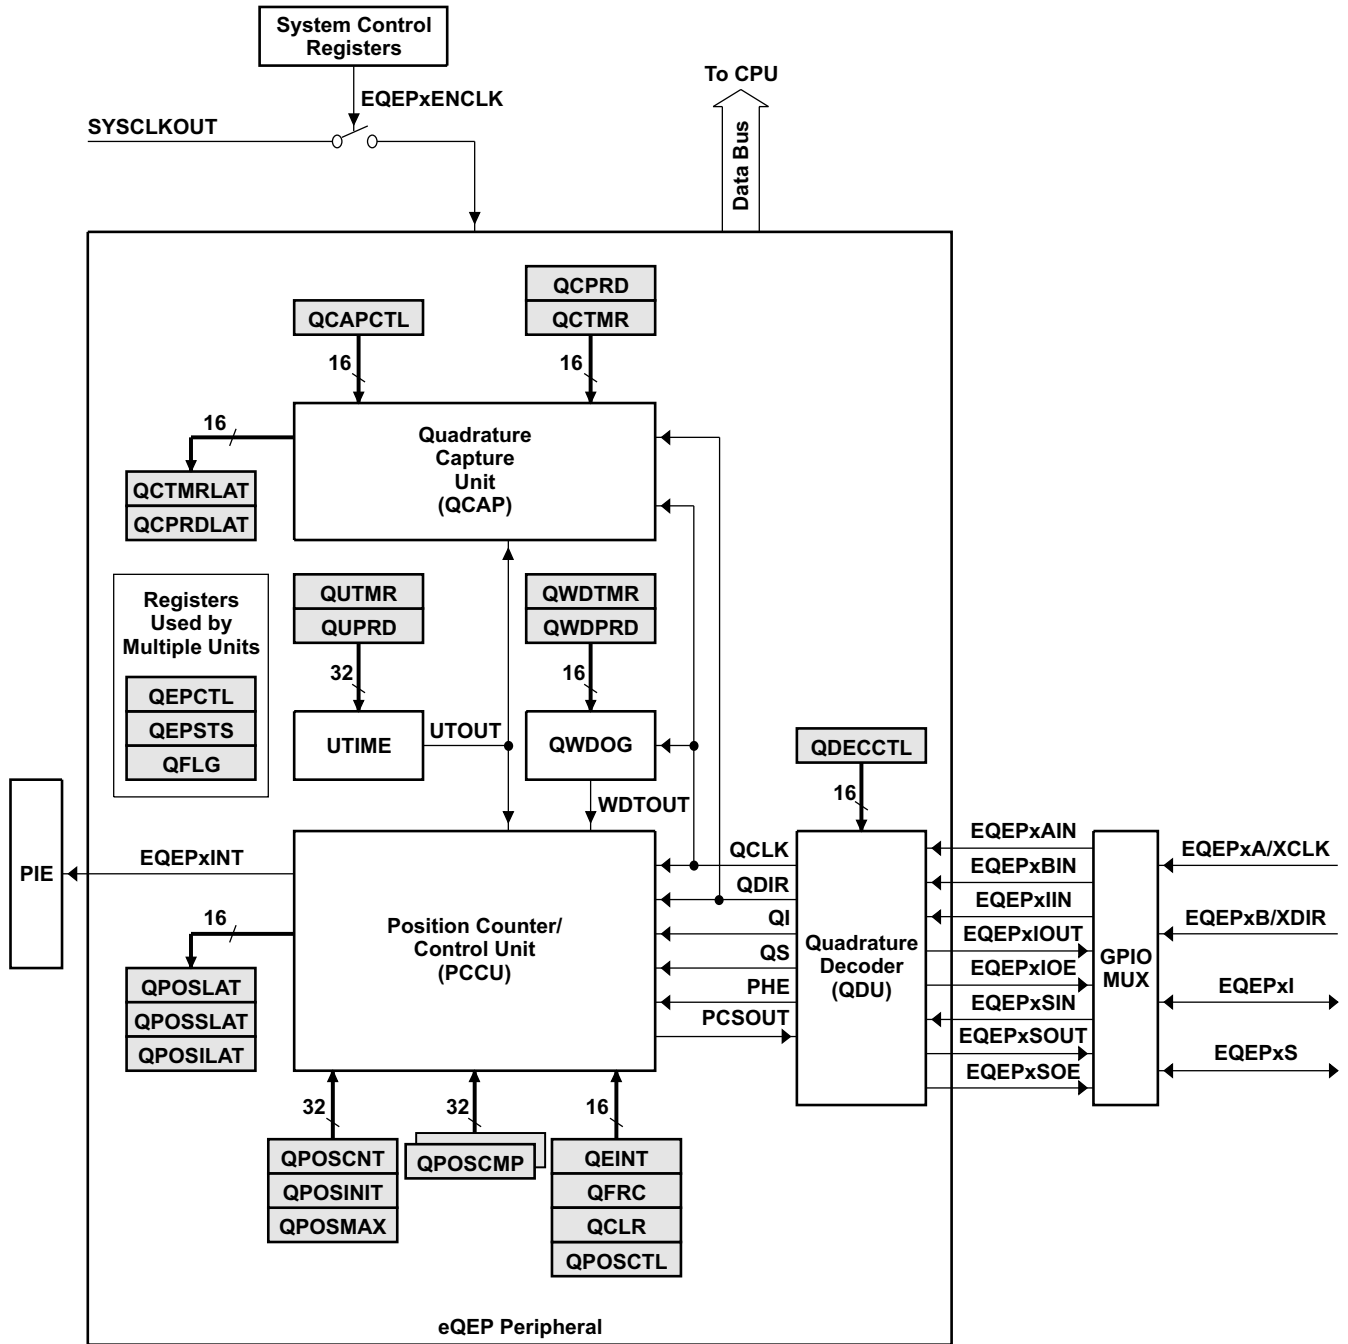 System Control
Registers
To CPU
EQEPxENCLK
SYSCLKOUT
Data Bus
QCPRD
QCTMR
QCAPCTL
16
16
16
Quadrature
Capture
Unit
(QCAP)
QCTMRLAT
QCPRDLAT
Registers
Used by
Multiple Units
QEPCTL
QEPSTS
QFLG
QUTMR
QUPRD
QWDTMR
QWDPRD
32
16
UTIME
UTOUT
QWDOG
QDECCTL
WDTOUT
16
PIE
EQEPxINT
16
Position Counter/
Control Unit
(PCCU)
QCLK
QDIR
QI
QS
PHE
PCSOUT
Quadrature
Decoder
(QDU)
EQEPxAIN
EQEPxBIN
EQEPxIIN
EQEPxIOUT
EQEPxIOE
EQEPxSIN
EQEPxSOUT
EQEPxSOE
GPIO
MUX
EQEPxA/XCLK
EQEPxB/XDIR
EQEPxI
EQEPxS
QPOSLAT
QPOSSLAT
QPOSILAT
32
32
16
QPOSCNT
QPOSINIT
QPOSMAX
QPOSCMP
QEINT
QFRC
QCLR
QPOSCTL
eQEP Peripheral